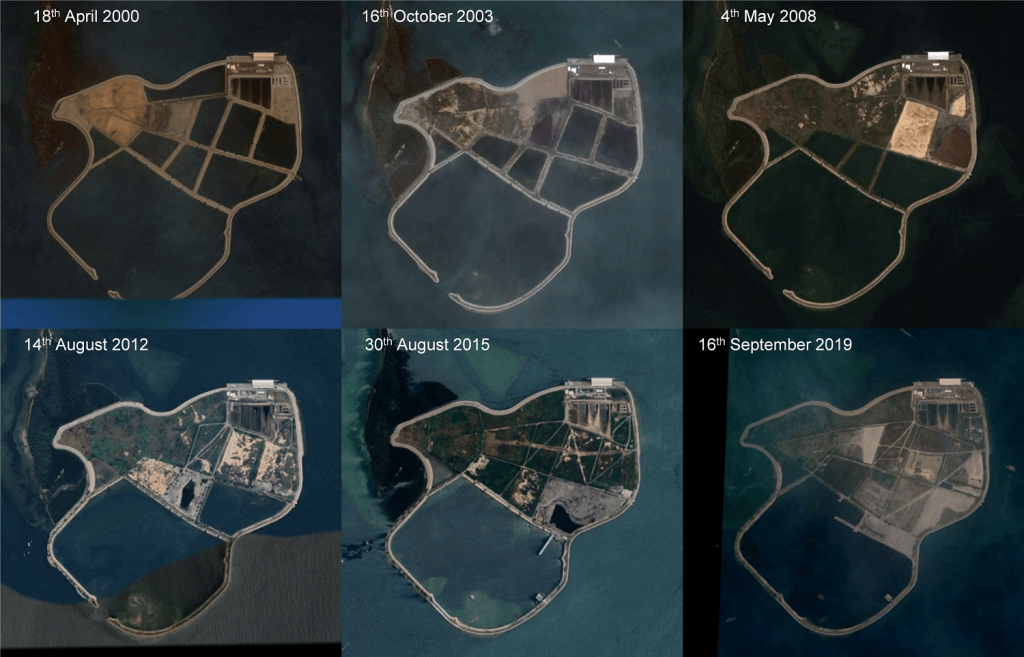 18th April 2000
16th October 2003
4th May 2008
14th August 2012
30th August 2015
16th September 2019